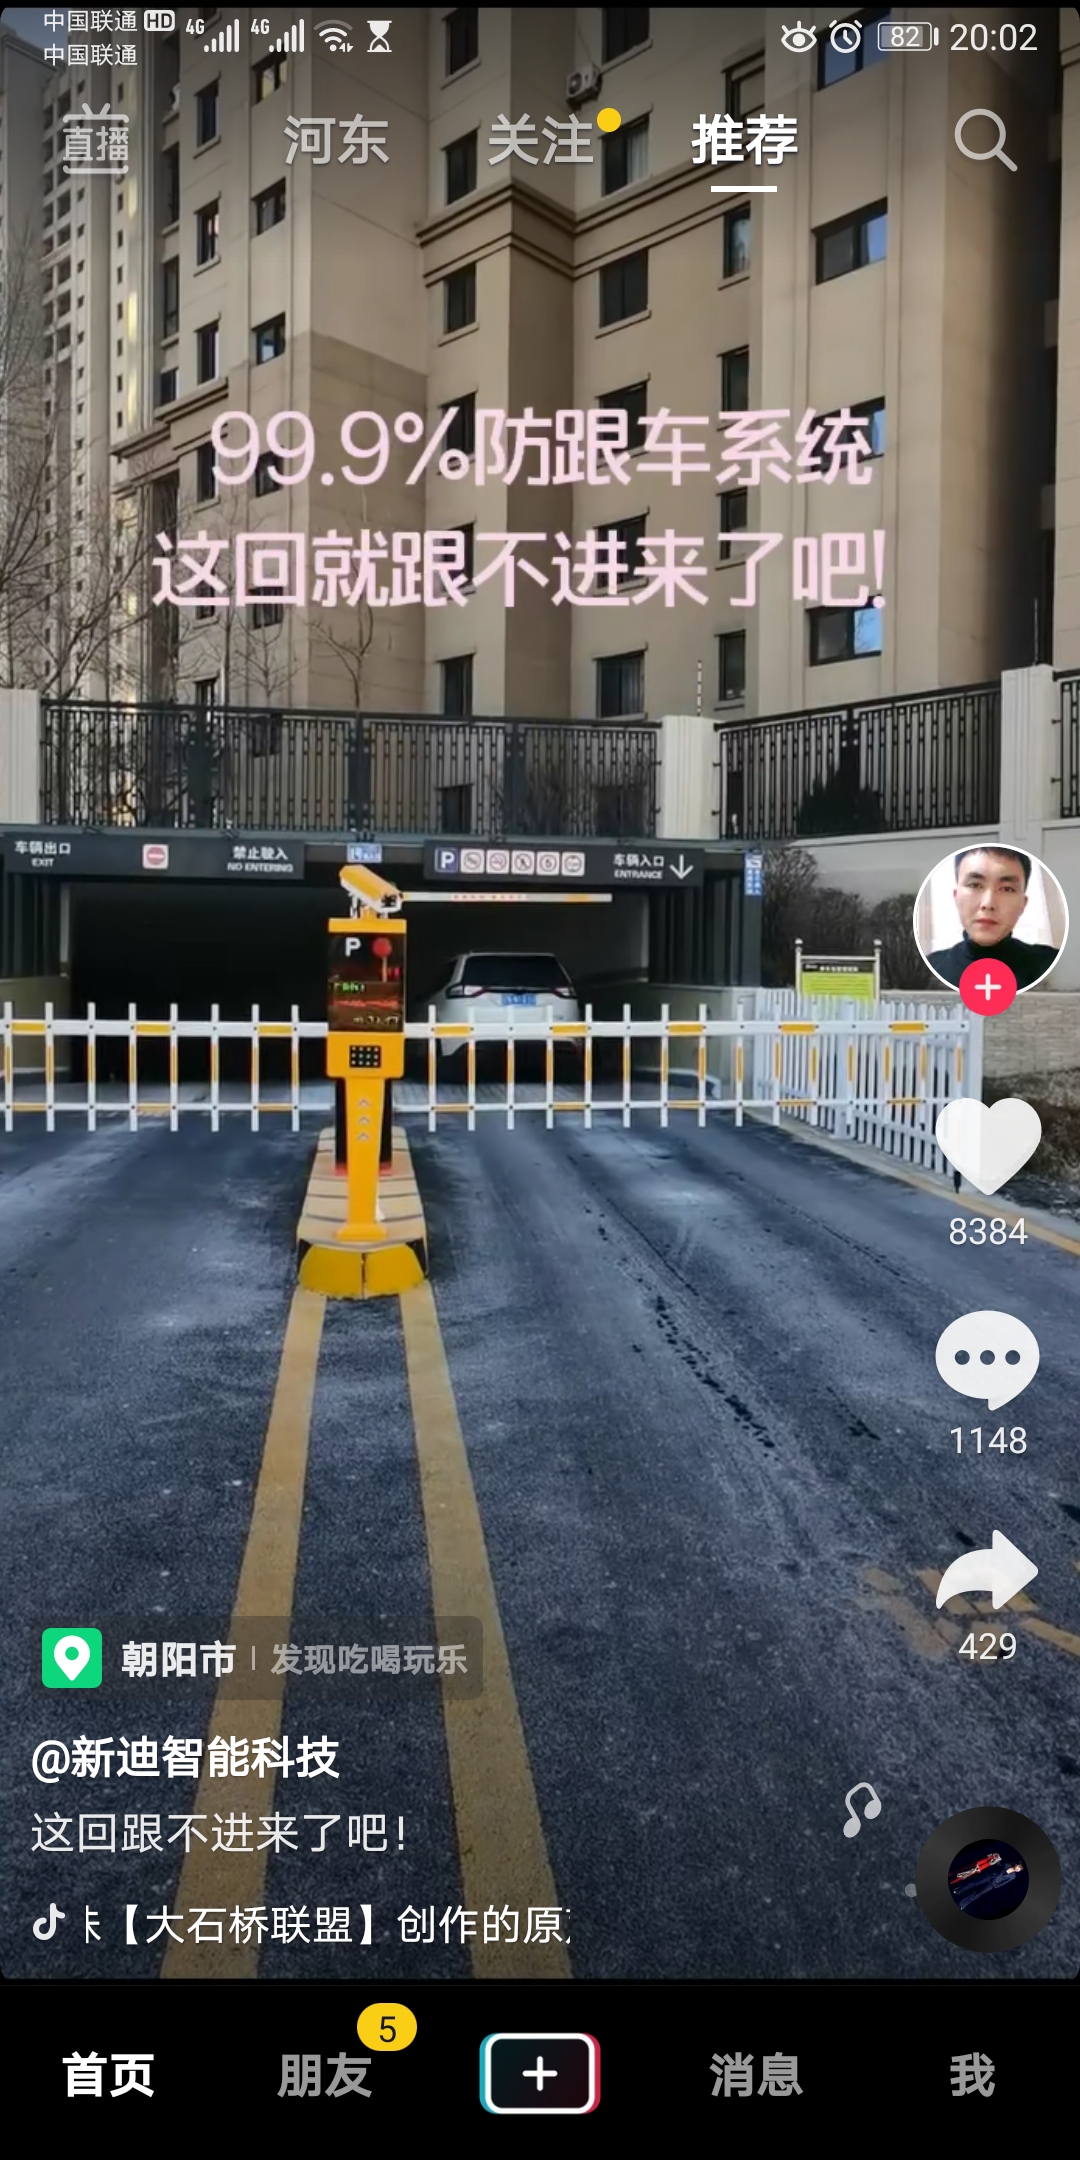 中国联通 HD 4G 4G 82 20:02
中国联通
直播 河东 关注 推荐
99.9%防跟车系统
这回就跟不进来了吧!
车辆出口 禁止驶入 P 车辆入口
EXIT NO ENTERING ENTRANCE
P
8384
1148
429
朝阳市 | 发现吃喝玩乐
@新迪智能科技
这回跟不进来了吧!
【大石桥联盟】创作的原
5
首页 朋友 消息 我